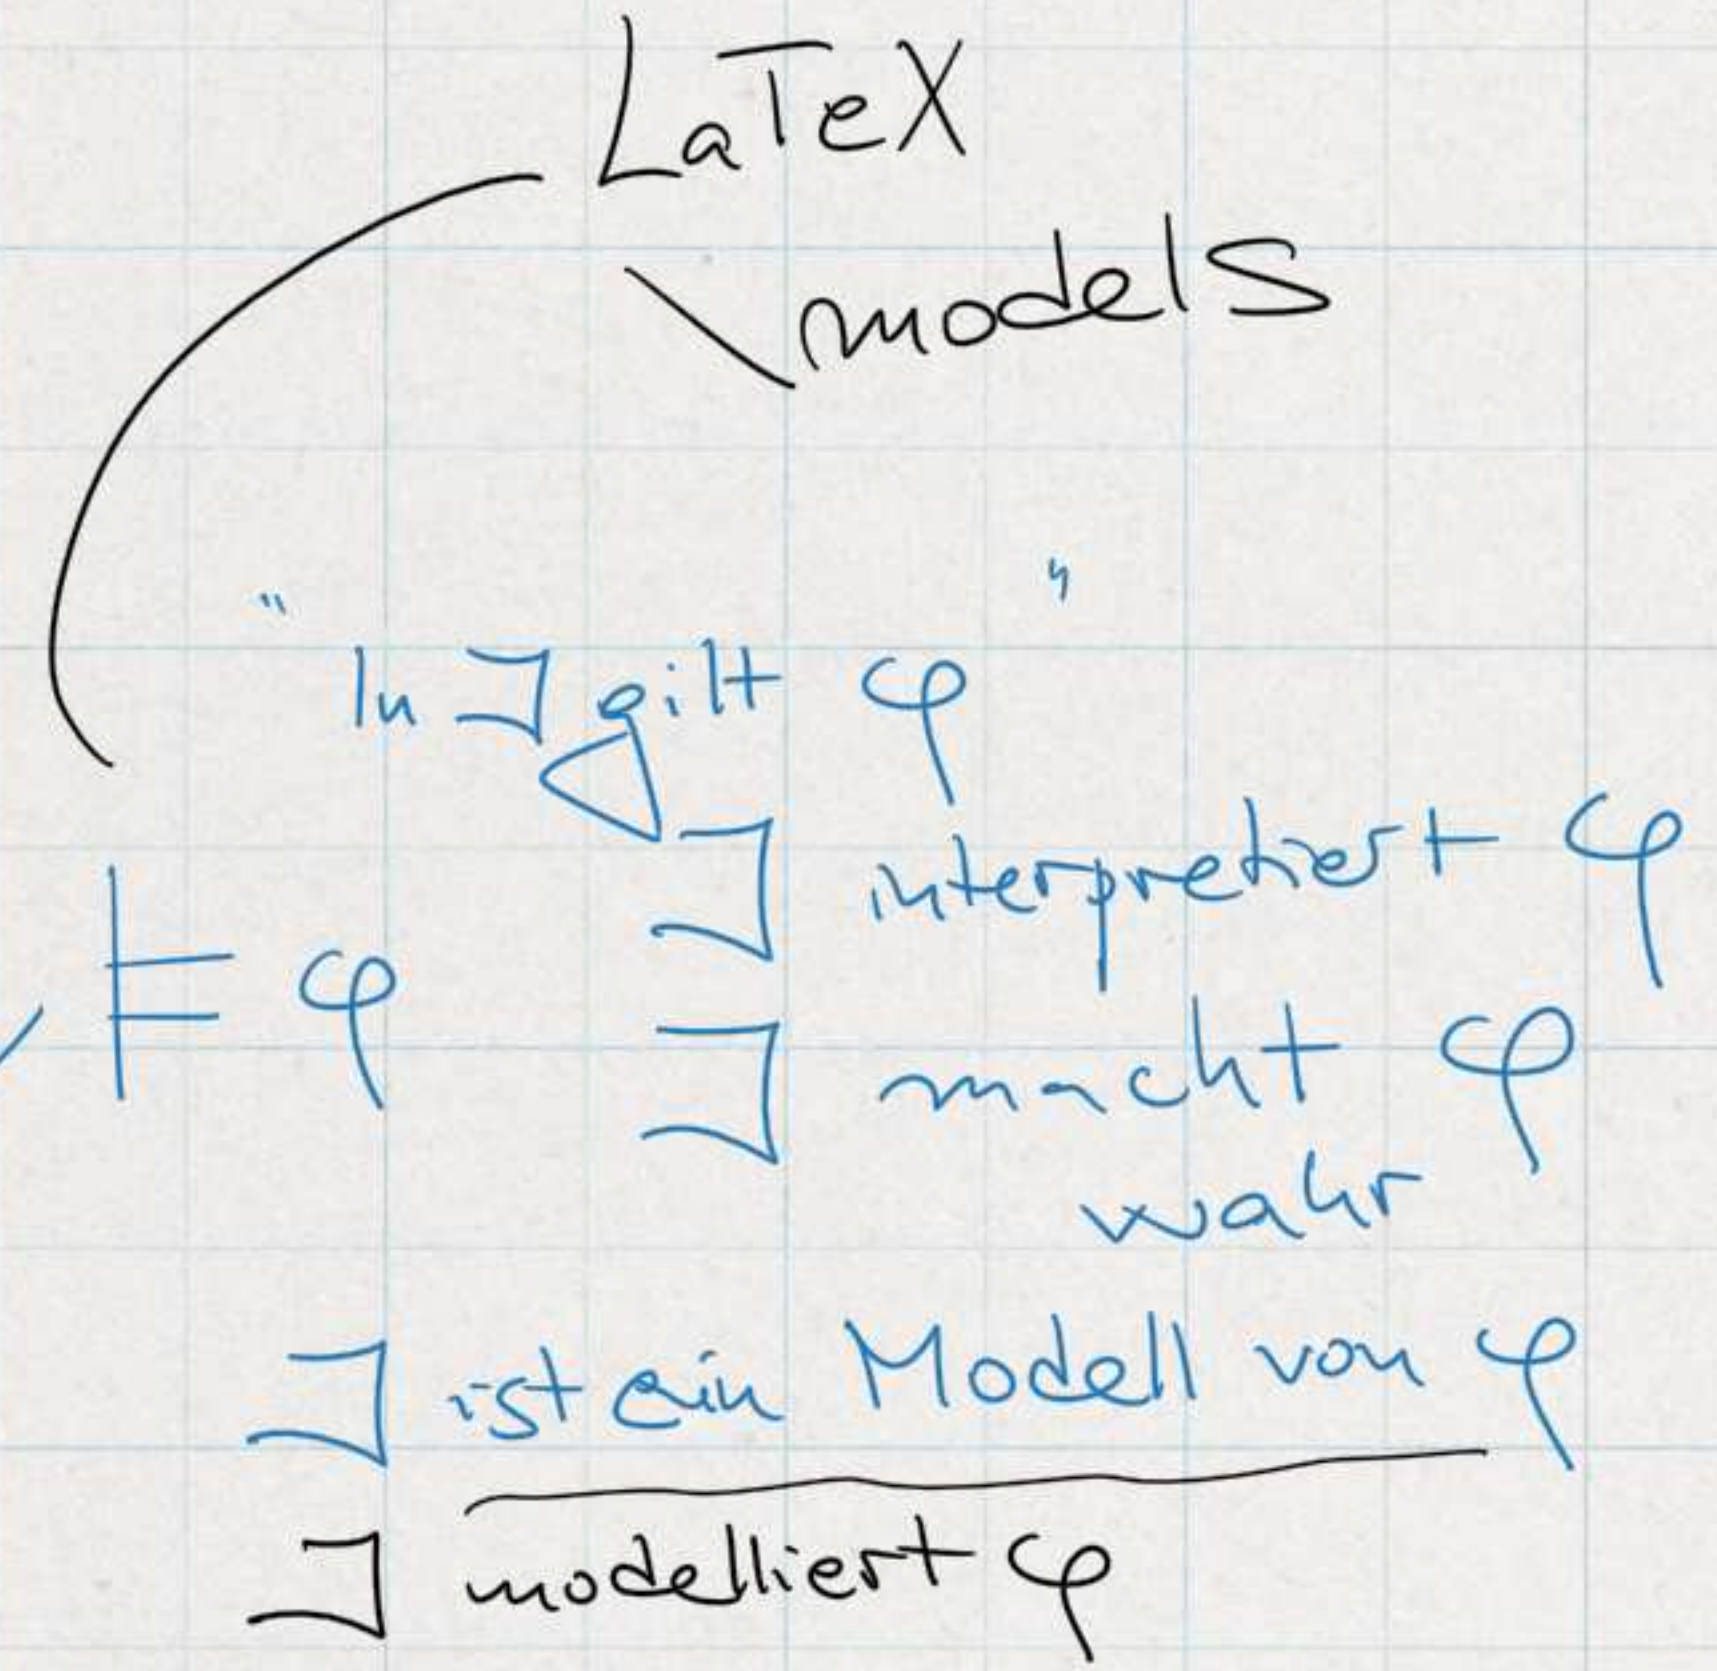 LaTeX
\models
"In ℑ gilt φ"
ℑ interpretiert φ
⊨ φ
ℑ macht φ
wahr
ℑ ist ein Modell von φ
ℑ modelliert φ